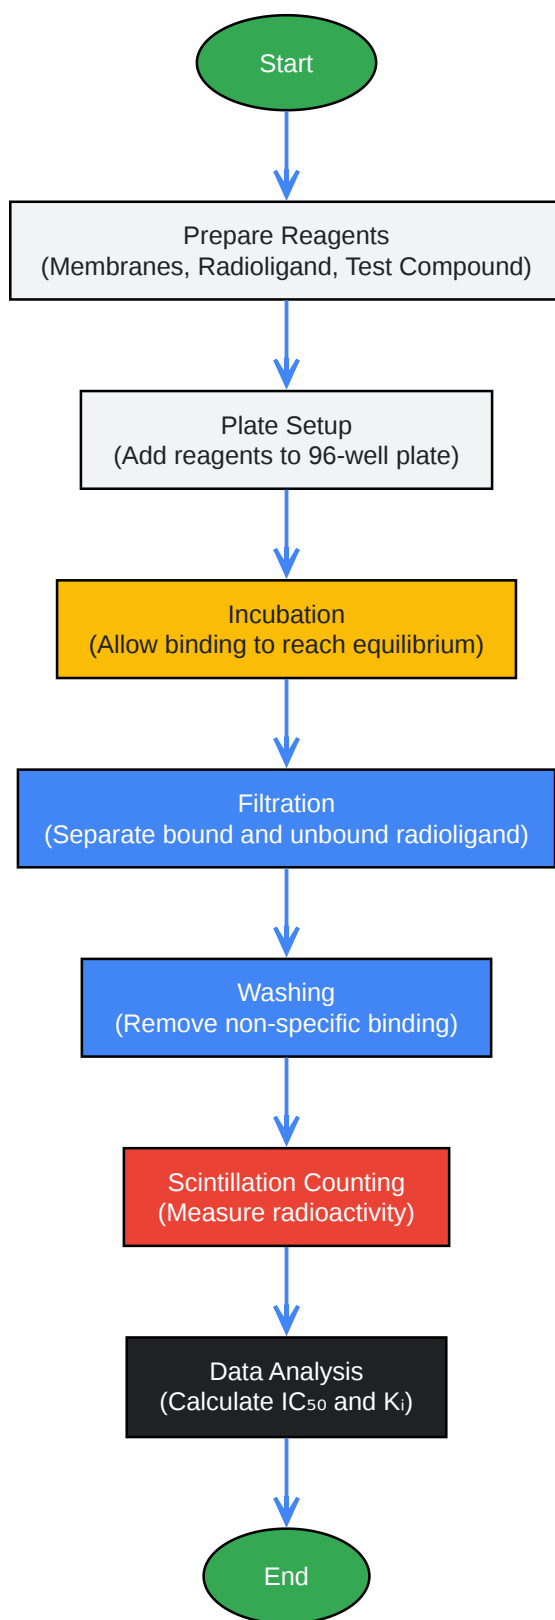 Start
Prepare Reagents
(Membranes, Radioligand, Test Compound)
Plate Setup
(Add reagents to 96-well plate)
Incubation
(Allow binding to reach equilibrium)
Filtration
(Separate bound and unbound radioligand)
Washing
(Remove non-specific binding)
Scintillation Counting
(Measure radioactivity)
Data Analysis
(Calculate IC₅₀ and Kᵢ)
End